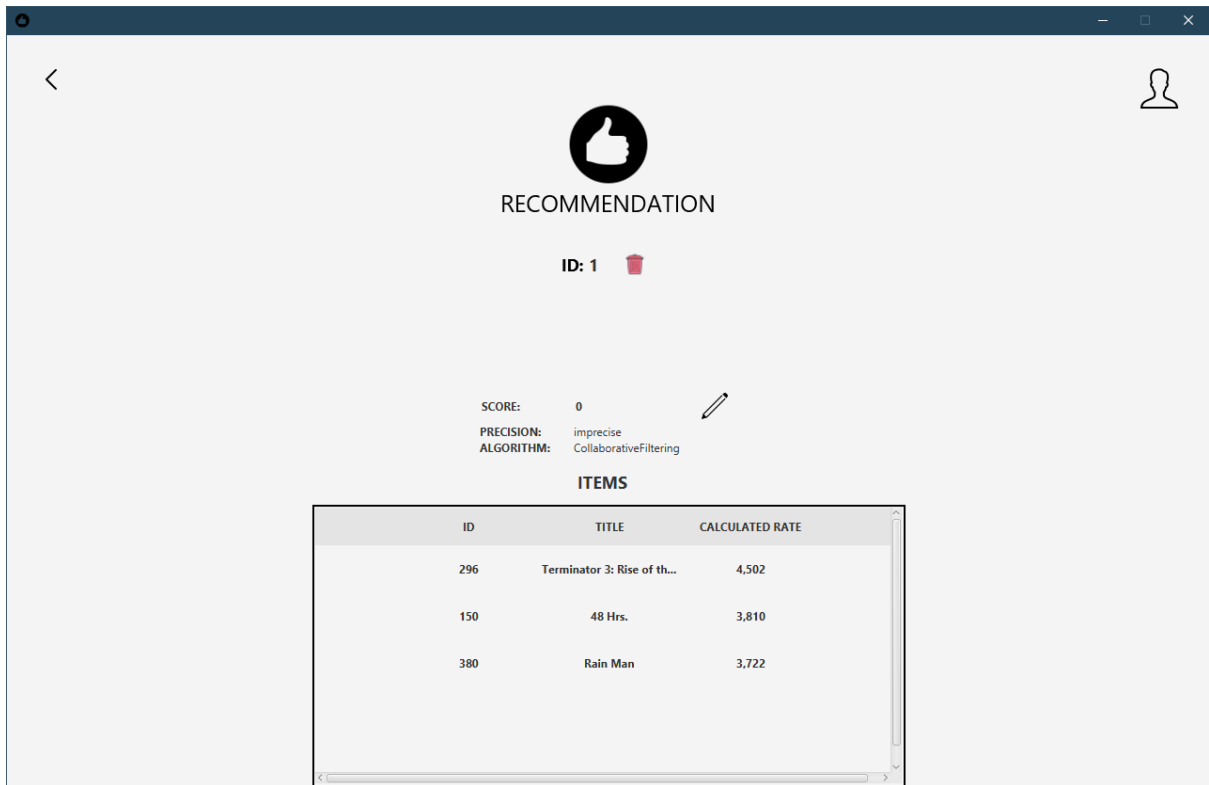 RECOMMENDATION
ID: 1
SCORE: 0
PRECISION: imprecise
ALGORITHM: CollaborativeFiltering
ITEMS
ID TITLE CALCULATED RATE
296 Terminator 3: Rise of th... 4,502
150 48 Hrs. 3,810
380 Rain Man 3,722